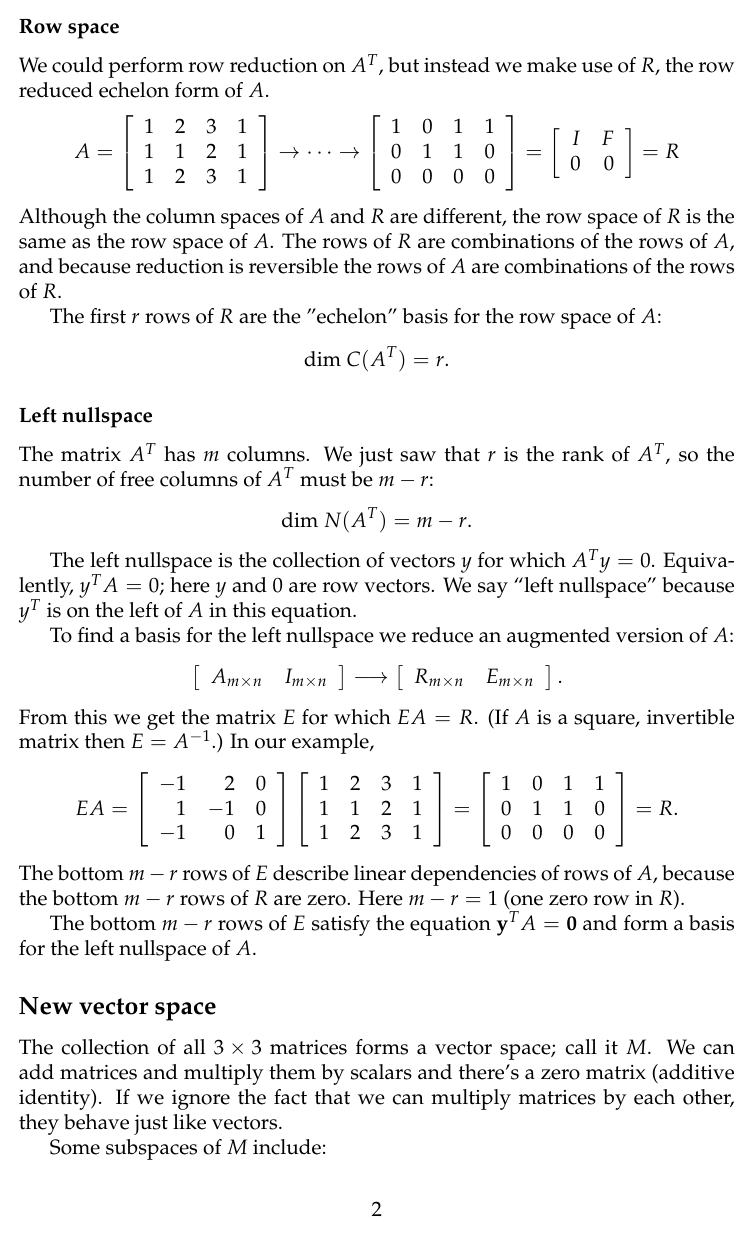 Row space
We could perform row reduction on Aᵀ, but instead we make use of R, the row
reduced echelon form of A.
A = [ 1 2 3 1 ; 1 1 2 1 ; 1 2 3 1 ] → ··· → [ 1 0 1 1 ; 0 1 1 0 ; 0 0 0 0 ] = [ I F ; 0 0 ] = R
Although the column spaces of A and R are different, the row space of R is the
same as the row space of A. The rows of R are combinations of the rows of A,
and because reduction is reversible the rows of A are combinations of the rows
of R.
The first r rows of R are the ”echelon” basis for the row space of A:
dim C(Aᵀ) = r.
Left nullspace
The matrix Aᵀ has m columns. We just saw that r is the rank of Aᵀ, so the
number of free columns of Aᵀ must be m − r:
dim N(Aᵀ) = m − r.
The left nullspace is the collection of vectors y for which Aᵀy = 0. Equiva-
lently, yᵀA = 0; here y and 0 are row vectors. We say “left nullspace” because
yᵀ is on the left of A in this equation.
To find a basis for the left nullspace we reduce an augmented version of A:
[ Aₘ×ₙ Iₘ×ₙ ] ⟶ [ Rₘ×ₙ Eₘ×ₙ ] .
From this we get the matrix E for which EA = R. (If A is a square, invertible
matrix then E = A⁻¹.) In our example,
EA = [ −1 2 0 ; 1 −1 0 ; −1 0 1 ] [ 1 2 3 1 ; 1 1 2 1 ; 1 2 3 1 ] = [ 1 0 1 1 ; 0 1 1 0 ; 0 0 0 0 ] = R.
The bottom m − r rows of E describe linear dependencies of rows of A, because
the bottom m − r rows of R are zero. Here m − r = 1 (one zero row in R).
The bottom m − r rows of E satisfy the equation yᵀA = 0 and form a basis
for the left nullspace of A.
New vector space
The collection of all 3 × 3 matrices forms a vector space; call it M. We can
add matrices and multiply them by scalars and there’s a zero matrix (additive
identity). If we ignore the fact that we can multiply matrices by each other,
they behave just like vectors.
Some subspaces of M include:
2